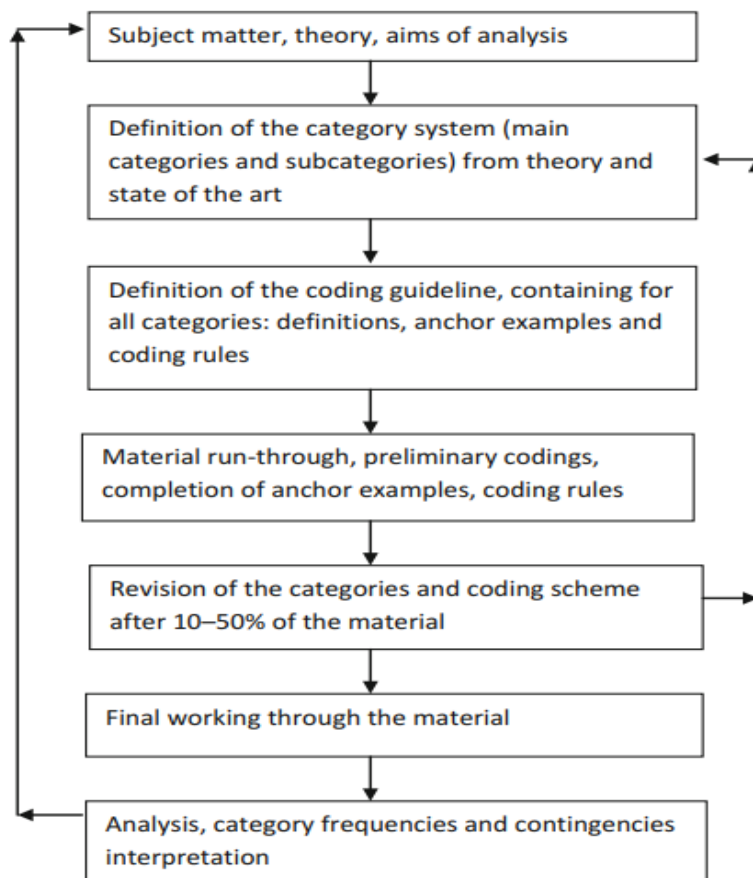 Subject matter, theory, aims of analysis
Definition of the category system (main
categories and subcategories) from theory and
state of the art
Definition of the coding guideline, containing for
all categories: definitions, anchor examples and
coding rules
Material run-through, preliminary codings,
completion of anchor examples, coding rules
Revision of the categories and coding scheme
after 10–50% of the material
Final working through the material
Analysis, category frequencies and contingencies
interpretation